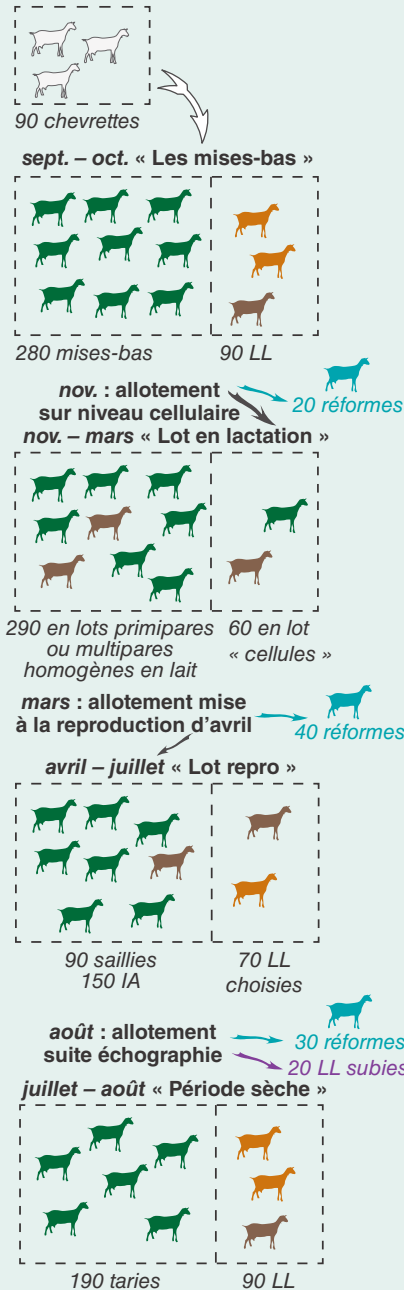 90 chevrettes
sept. – oct. « Les mises-bas »
280 mises-bas
90 LL
nov. : allotement
sur niveau cellulaire
20 réformes
nov. – mars « Lot en lactation »
290 en lots primipares
ou multipares
homogènes en lait
60 en lot
« cellules »
mars : allotement mise
à la reproduction d'avril
40 réformes
avril – juillet « Lot repro »
90 saillies
150 IA
70 LL
choisies
août : allotement
suite échographie
30 réformes
20 LL subies
juillet – août « Période sèche »
190 taries
90 LL